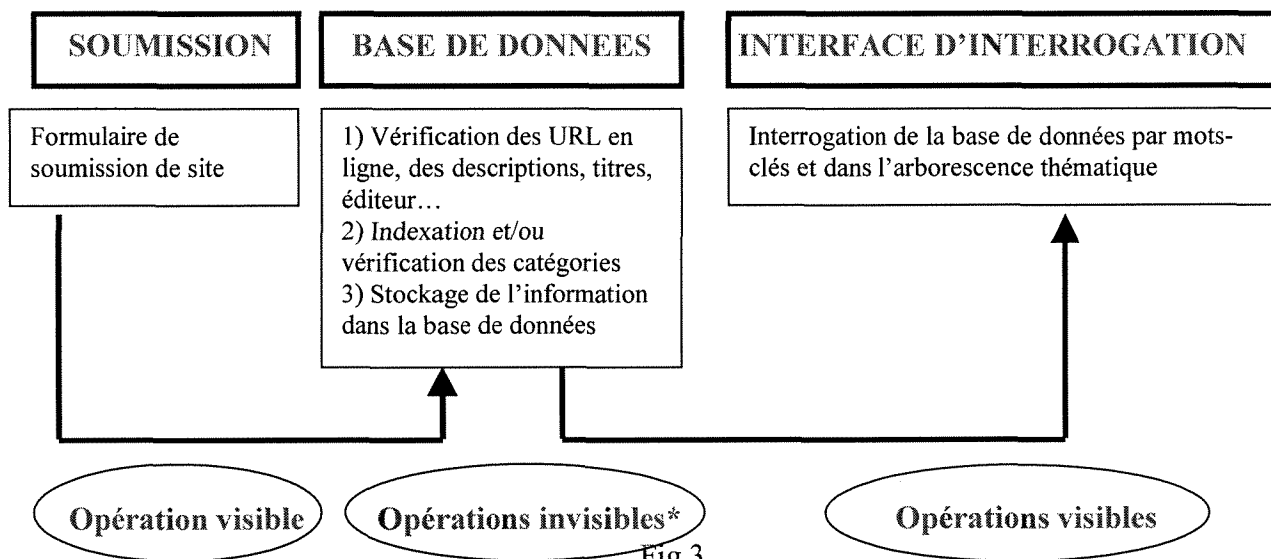 SOUMISSION
BASE DE DONNEES
INTERFACE D'INTERROGATION
Formulaire de
soumission de site
1) Vérification des URL en
ligne, des descriptions, titres,
éditeur…
2) Indexation et/ou
vérification des catégories
3) Stockage de l'information
dans la base de données
Interrogation de la base de données par mots-
clés et dans l'arborescence thématique
Opération visible
Opérations invisibles*
Opérations visibles
Fig 3